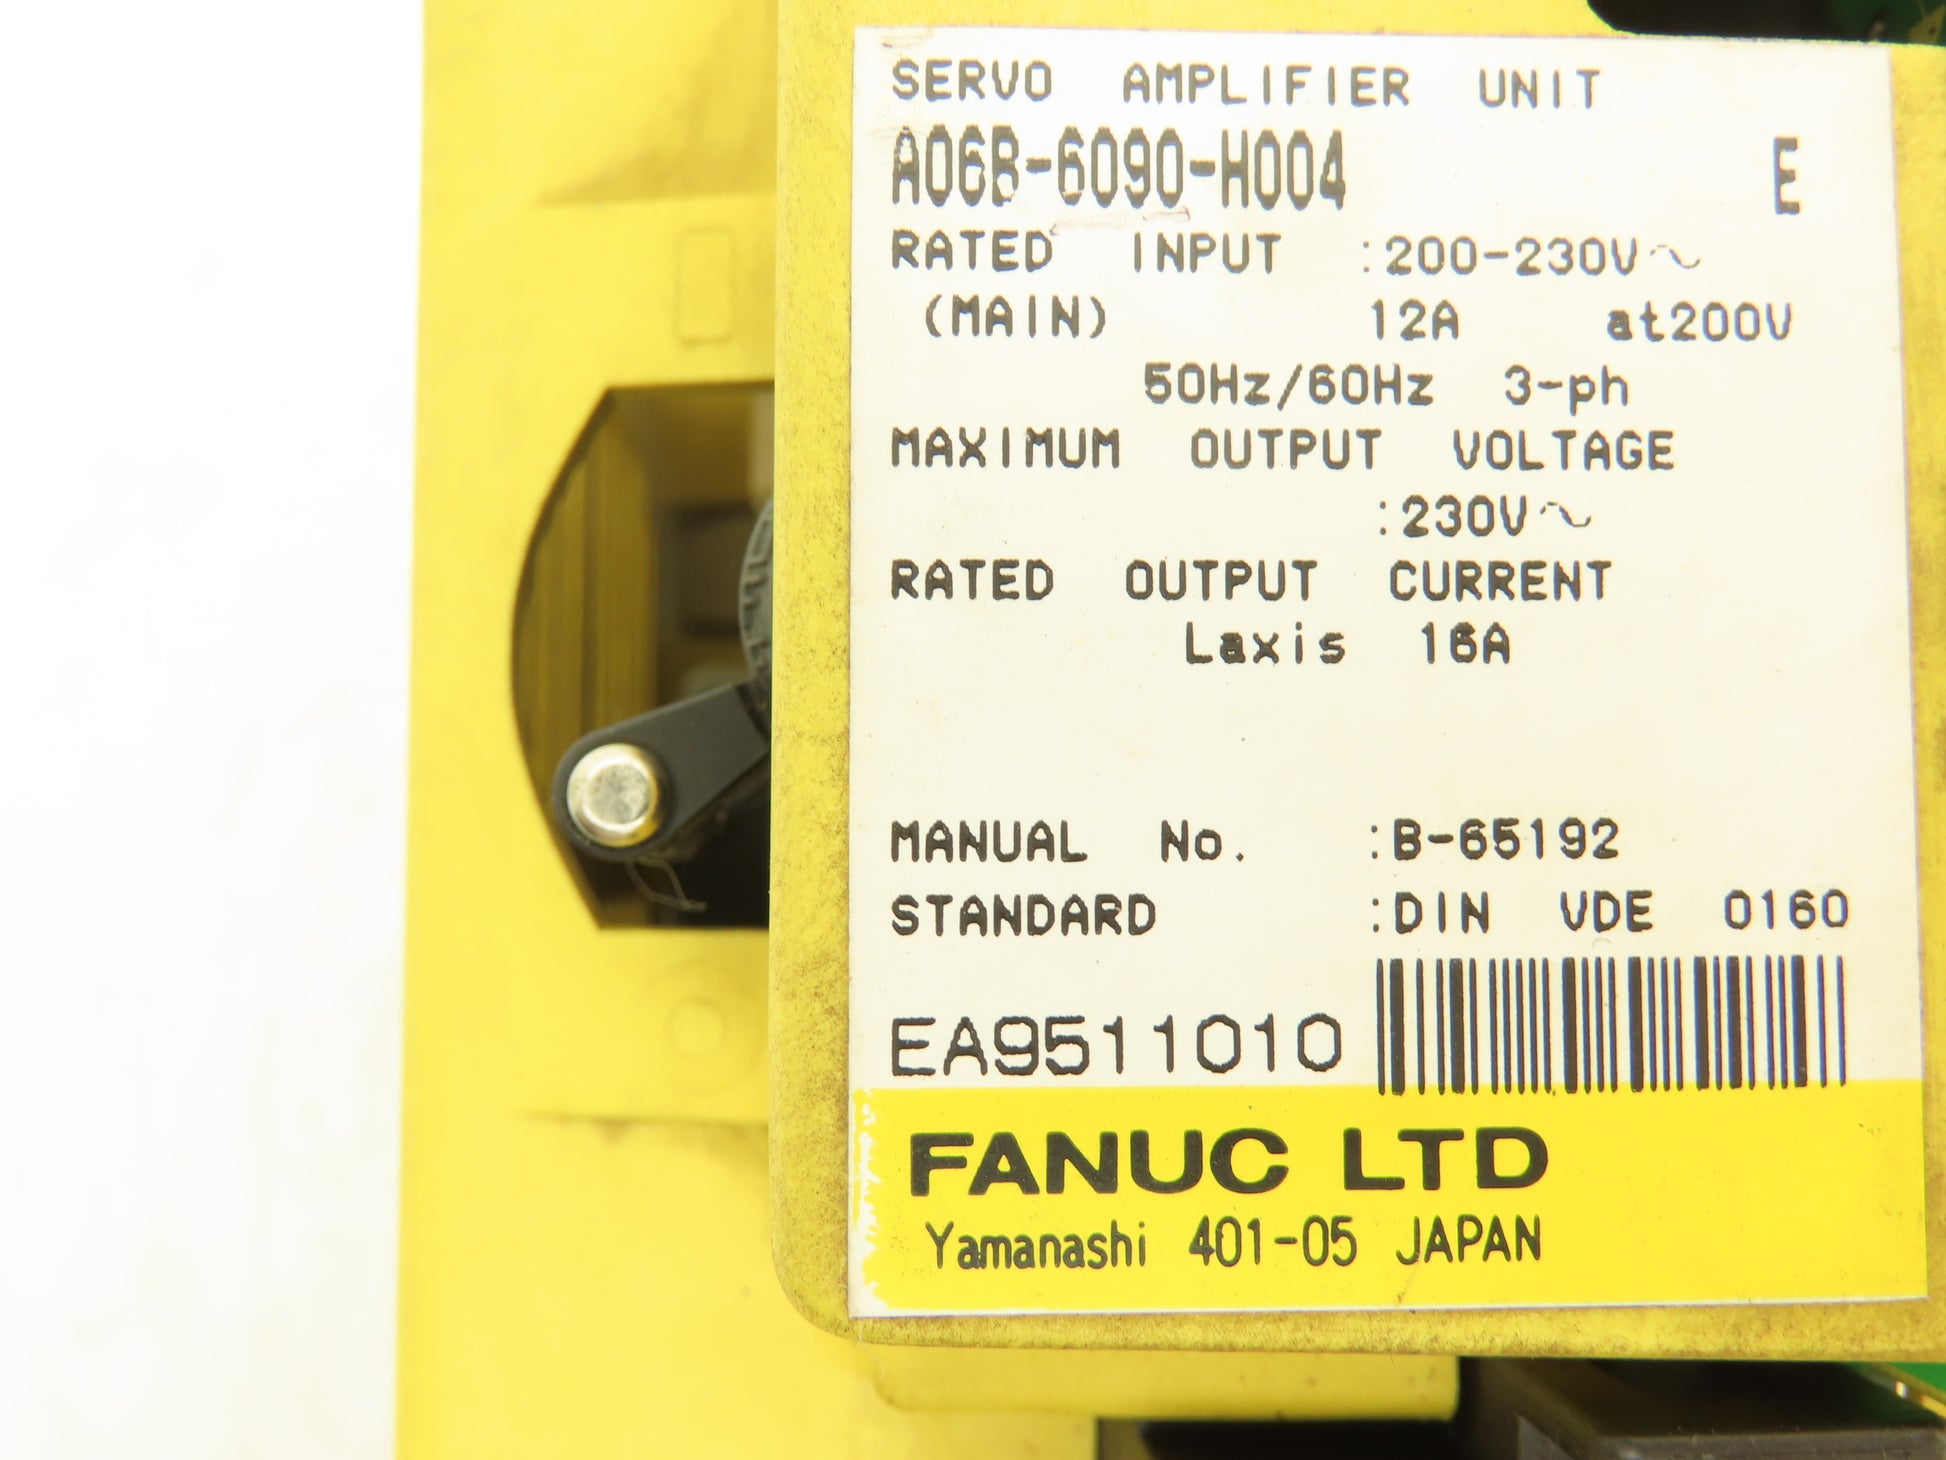 SERVO AMPLIFIER UNIT
A06B-6090-H004 E
RATED INPUT :200-230V~
(MAIN) 12A at200V
50Hz/60Hz 3-ph
MAXIMUM OUTPUT VOLTAGE
:230V~
RATED OUTPUT CURRENT
Laxis 16A
MANUAL No. :B-65192
STANDARD :DIN VDE 0160
EA9511010
FANUC LTD
Yamanashi 401-05 JAPAN